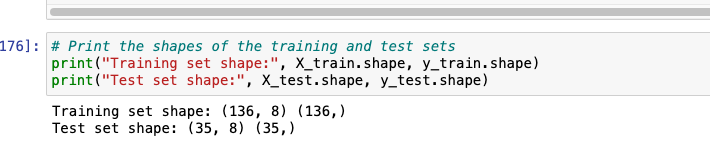 176]: # Print the shapes of the training and test sets
print("Training set shape:", X_train.shape, y_train.shape)
print("Test set shape:", X_test.shape, y_test.shape)
Training set shape: (136, 8) (136,)
Test set shape: (35, 8) (35,)